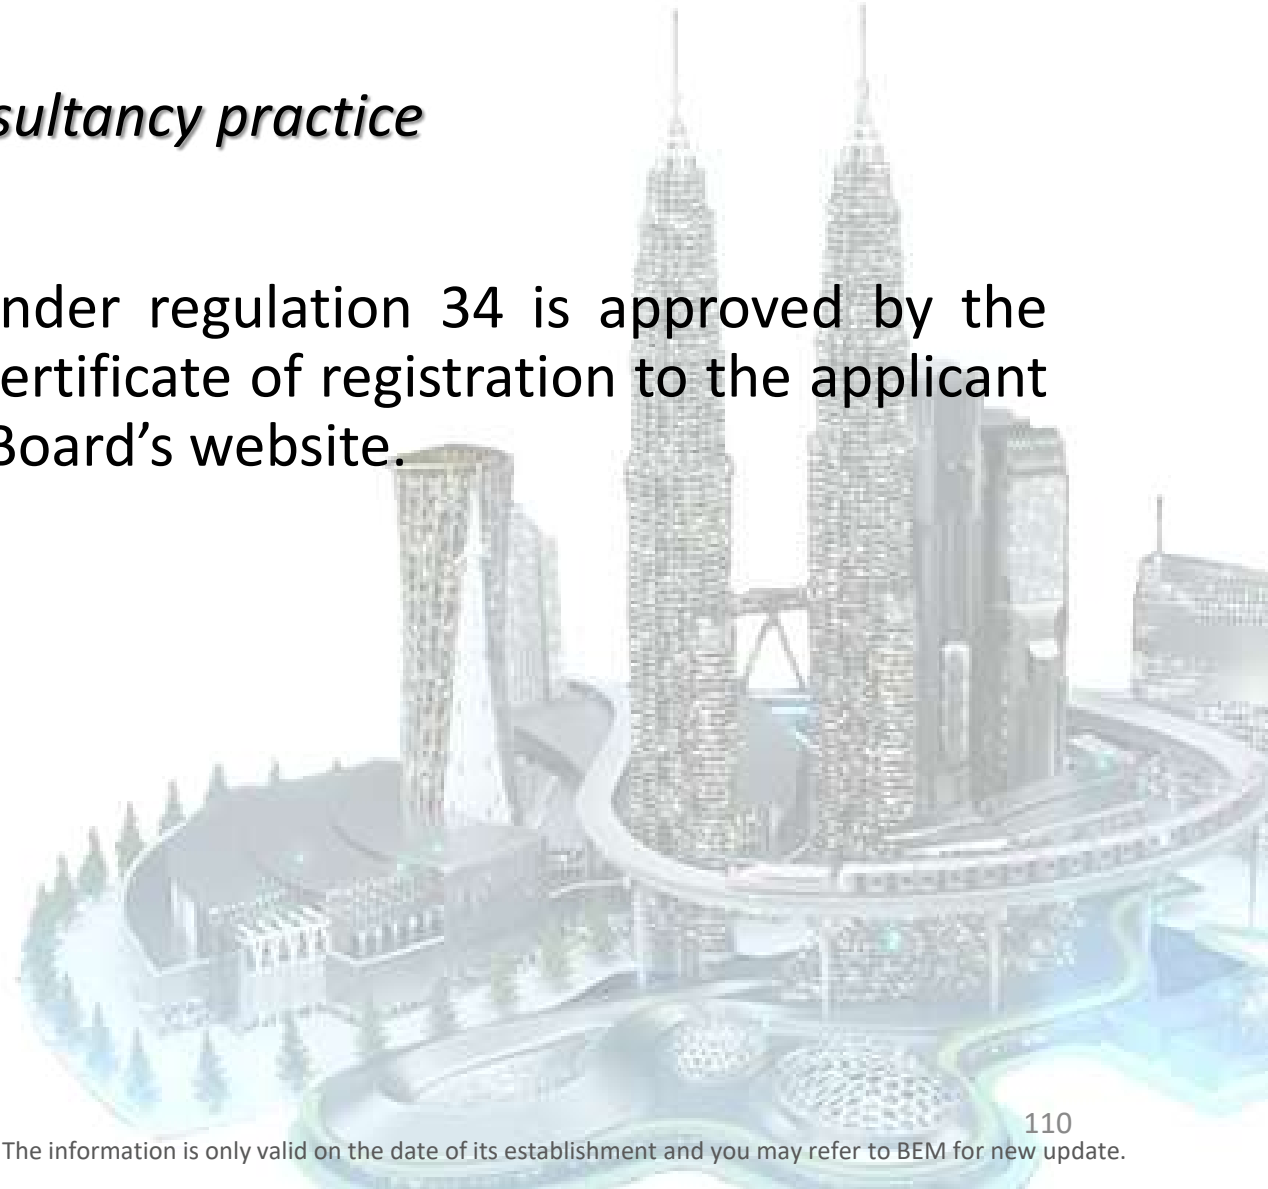 sultancy practice
nder regulation 34 is approved by the
ertificate of registration to the applicant
Board’s website.
110
The information is only valid on the date of its establishment and you may refer to BEM for new update.